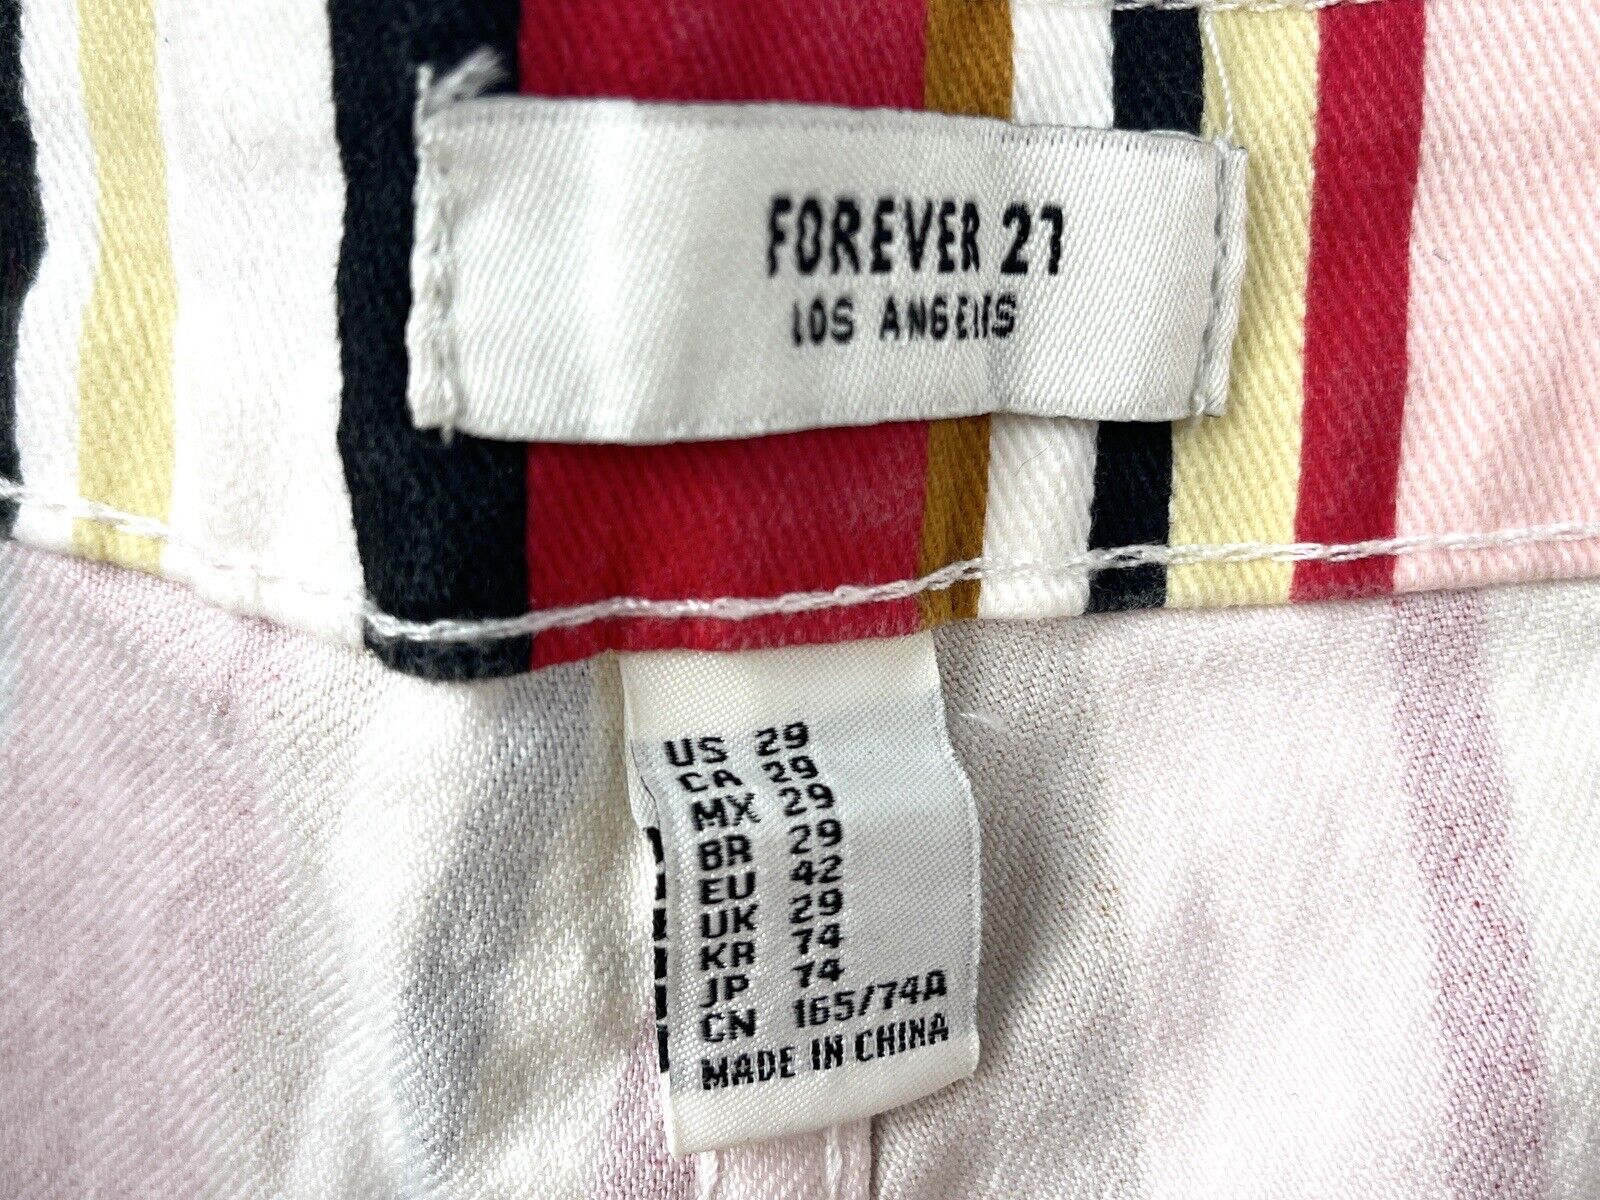 FOREVER 21
LOS ANGELES
US 29
CA 29
MX 29
BR 29
EU 42
UK 29
KR 74
JP 74
CN 165/74A
MADE IN CHINA